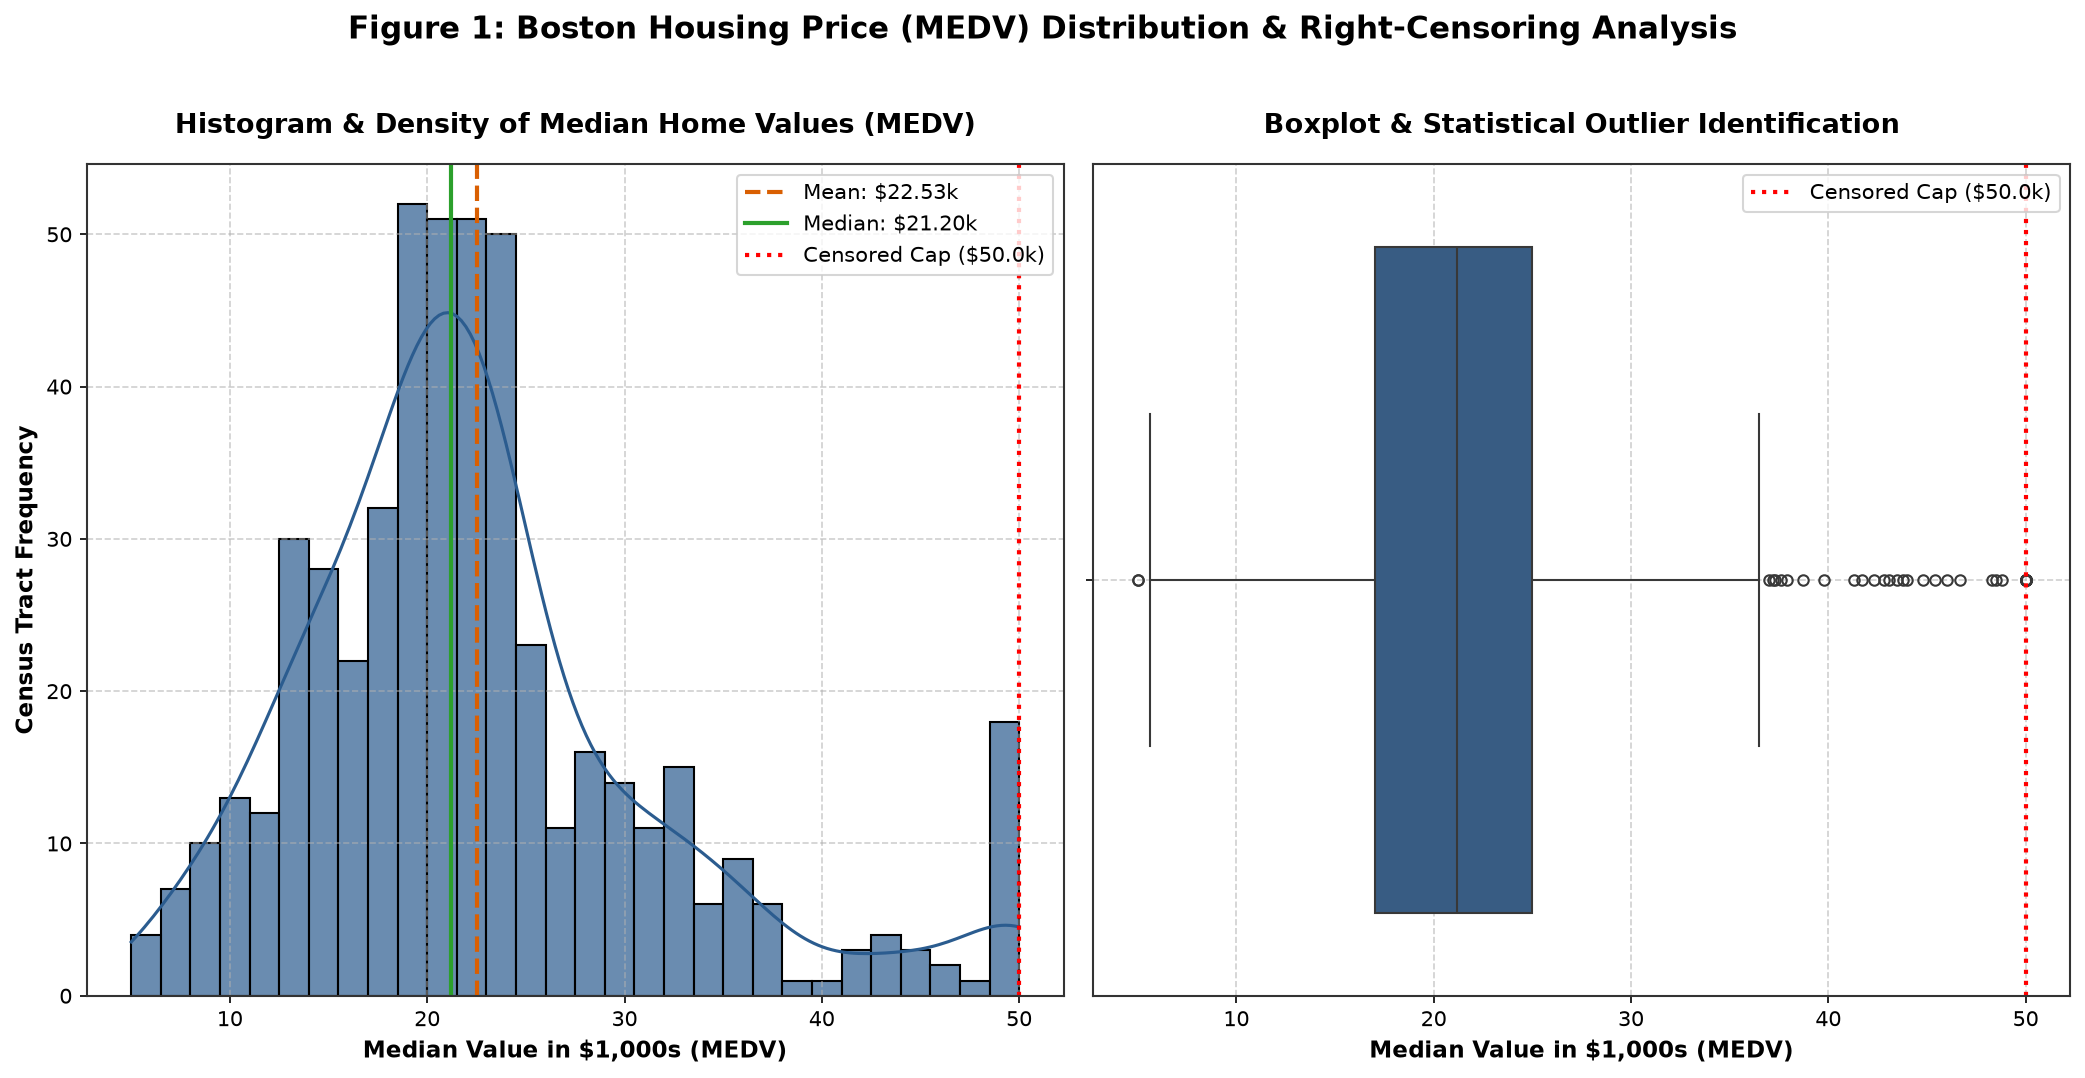 Figure 1: Boston Housing Price (MEDV) Distribution & Right-Censoring Analysis
Histogram & Density of Median Home Values (MEDV)
Mean: $22.53k
Median: $21.20k
Censored Cap ($50.0k)
Census Tract Frequency
50
40
30
20
10
0
10 20 30 40 50
Median Value in $1,000s (MEDV)
Boxplot & Statistical Outlier Identification
Censored Cap ($50.0k)
10 20 30 40 50
Median Value in $1,000s (MEDV)